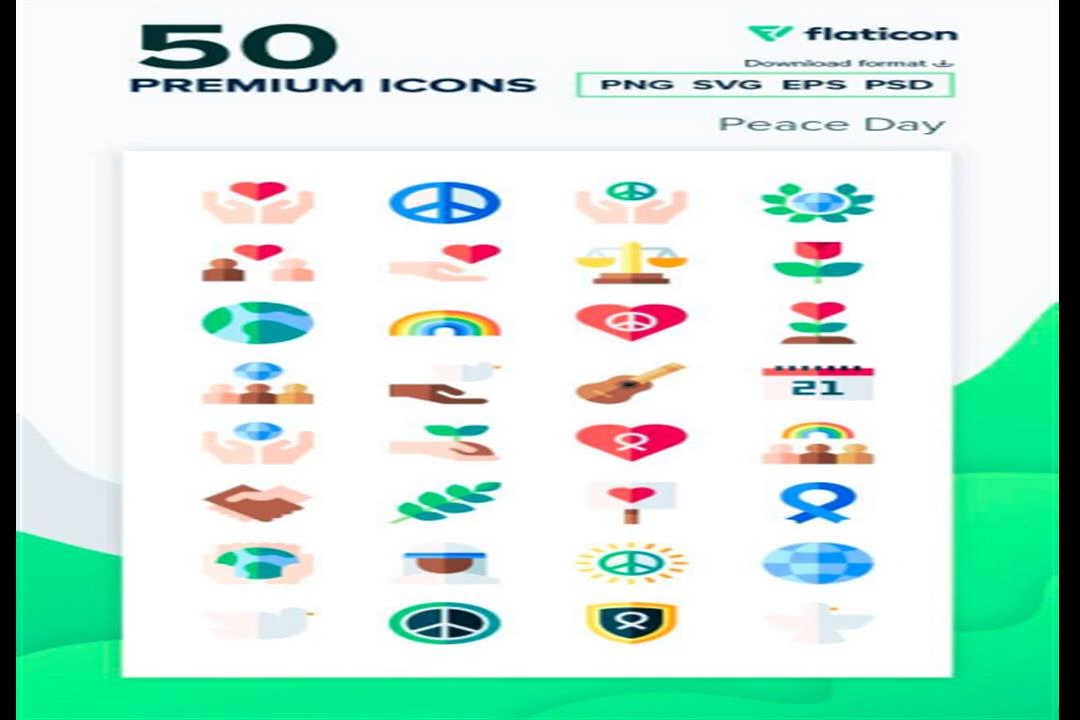 50
PREMIUM ICONS
flaticon
Download format
PNG SVG EPS PSD
Peace Day
21